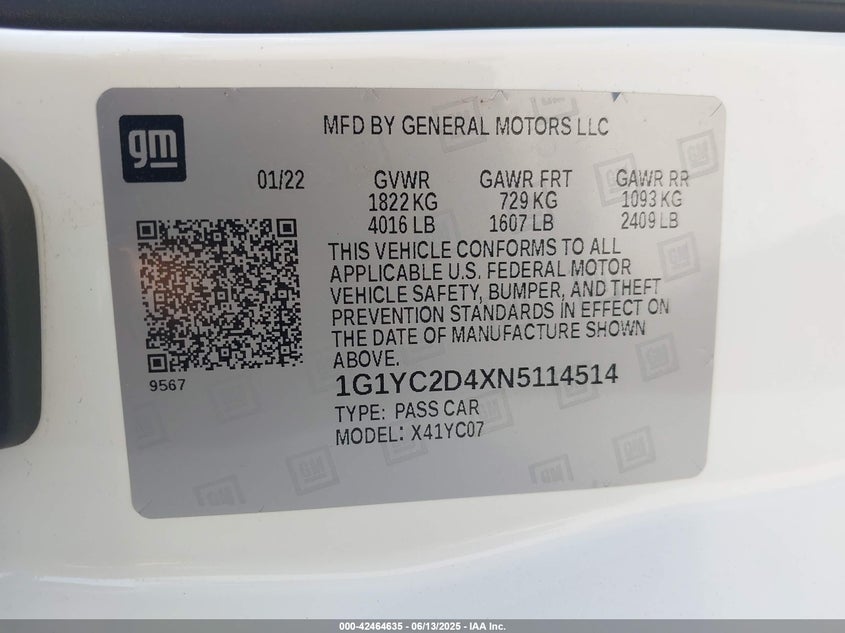 gm
MFD BY GENERAL MOTORS LLC
01/22 GVWR GAWR FRT GAWR RR
1822 KG 729 KG 1093 KG
4016 LB 1607 LB 2409 LB
THIS VEHICLE CONFORMS TO ALL
APPLICABLE U.S. FEDERAL MOTOR
VEHICLE SAFETY, BUMPER, AND THEFT
PREVENTION STANDARDS IN EFFECT ON
THE DATE OF MANUFACTURE SHOWN
ABOVE.
9567
1G1YC2D4XN5114514
TYPE: PASS CAR
MODEL: X41YC07
000-42464635 - 06/13/2025 - IAA Inc.